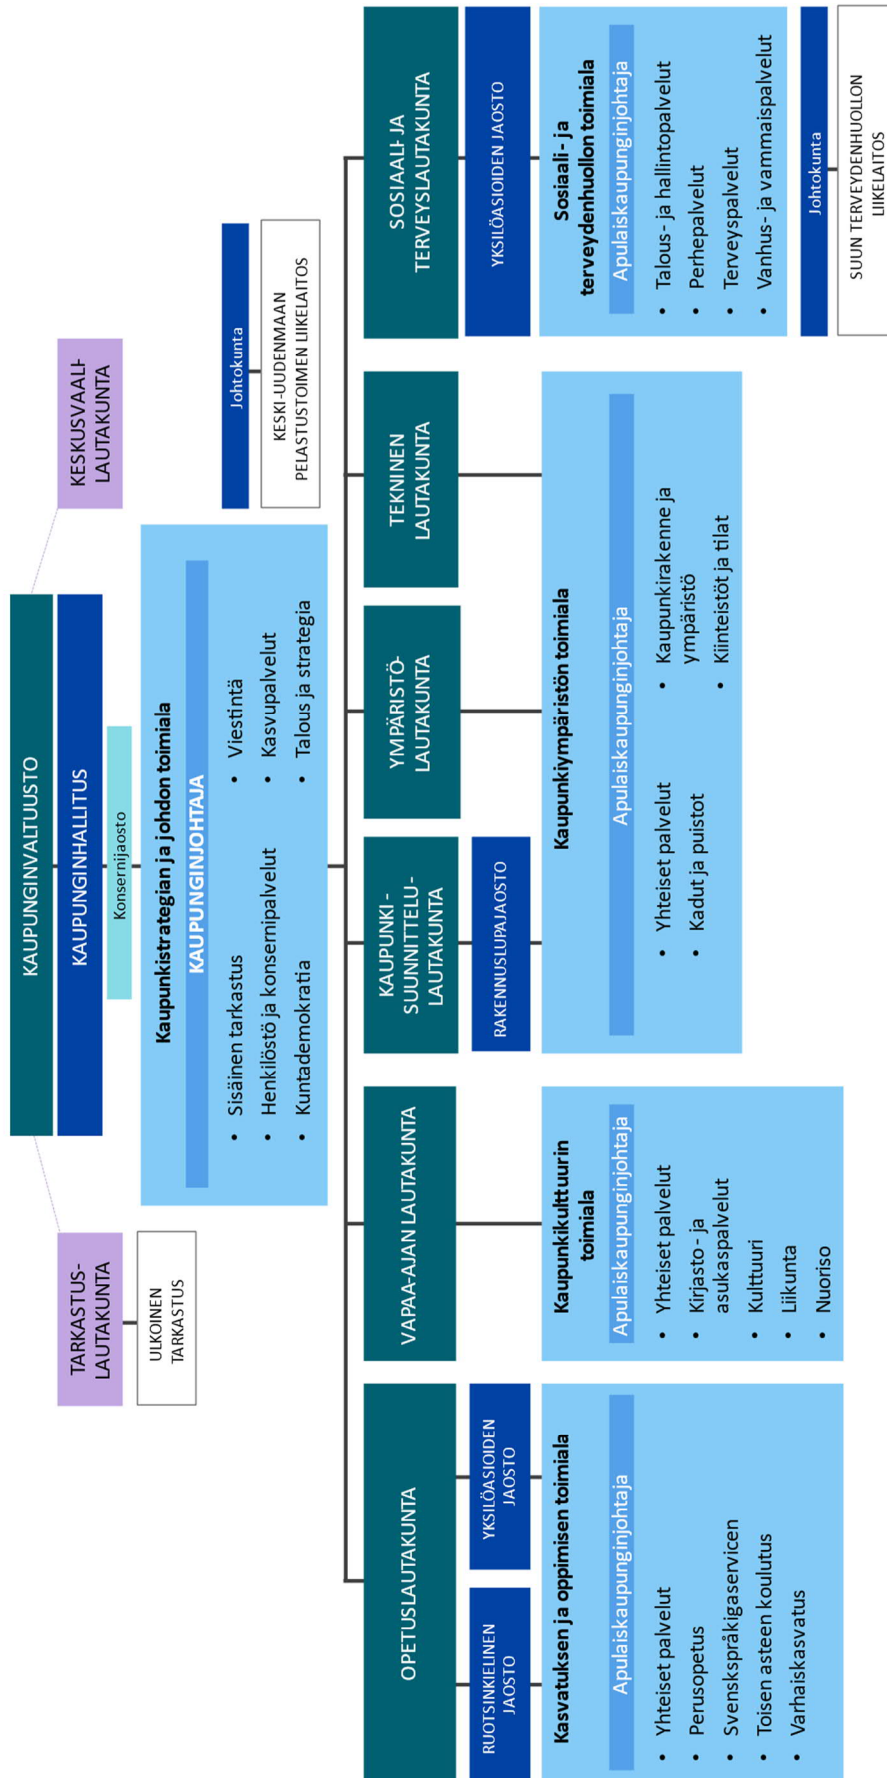 KAUPUNGINVALTUUSTO
KAUPUNGINHALLITUS
Konsernijaosto
TARKASTUS-
LAUTAKUNTA
ULKOINEN
TARKASTUS
KESKUSVAALI-
LAUTAKUNTA
Kaupunkistrategian ja johdon toimiala
KAUPUNGINJOHTAJA
• Sisäinen tarkastus
• Henkilöstö ja konsernipalvelut
• Kuntademokratia
• Viestintä
• Kasvupalvelut
• Talous ja strategia
Johtokunta
KESKI-UUDENMAAN
PELASTUSTOIMEN LIIKELAITOS
OPETUSLAUTAKUNTA
RUOTSINKIELINEN
JAOSTO
YKSILÖASIOIDEN
JAOSTO
Kasvatuksen ja oppimisen toimiala
Apulaiskaupunginjohtaja
• Yhteiset palvelut
• Perusopetus
• Svenskspråkigaservicen
• Toisen asteen koulutus
• Varhaiskasvatus
VAPAA-AJAN LAUTAKUNTA
Kaupunkikulttuurin
toimiala
Apulaiskaupunginjohtaja
• Yhteiset palvelut
• Kirjasto - ja
asukaspalvelut
• Kulttuuri
• Liikunta
• Nuoriso
KAUPUNKI -
SUUNNITTELU -
LAUTAKUNTA
RAKENNUSLUPAJAOSTO
YMPÄRISTÖ-
LAUTAKUNTA
TEKNINEN
LAUTAKUNTA
Kaupunkiympäristön toimiala
Apulaiskaupunginjohtaja
• Yhteiset palvelut
• Kadut ja puistot
• Kaupunkirakenne ja
ympäristö
• Kiinteistöt ja tilat
SOSIAALI- JA
TERVEYSLAUTAKUNTA
YKSILÖASIOIDEN JAOSTO
Sosiaali - ja
terveydenhuollon toimiala
Apulaiskaupunginjohtaja
• Talous - ja hallintopalvelut
• Perhepalvelut
• Terveyspalvelut
• Vanhus - ja vammaispalvelut
Johtokunta
SUUN TERVEYDENHUOLLON
LIIKELAITOS